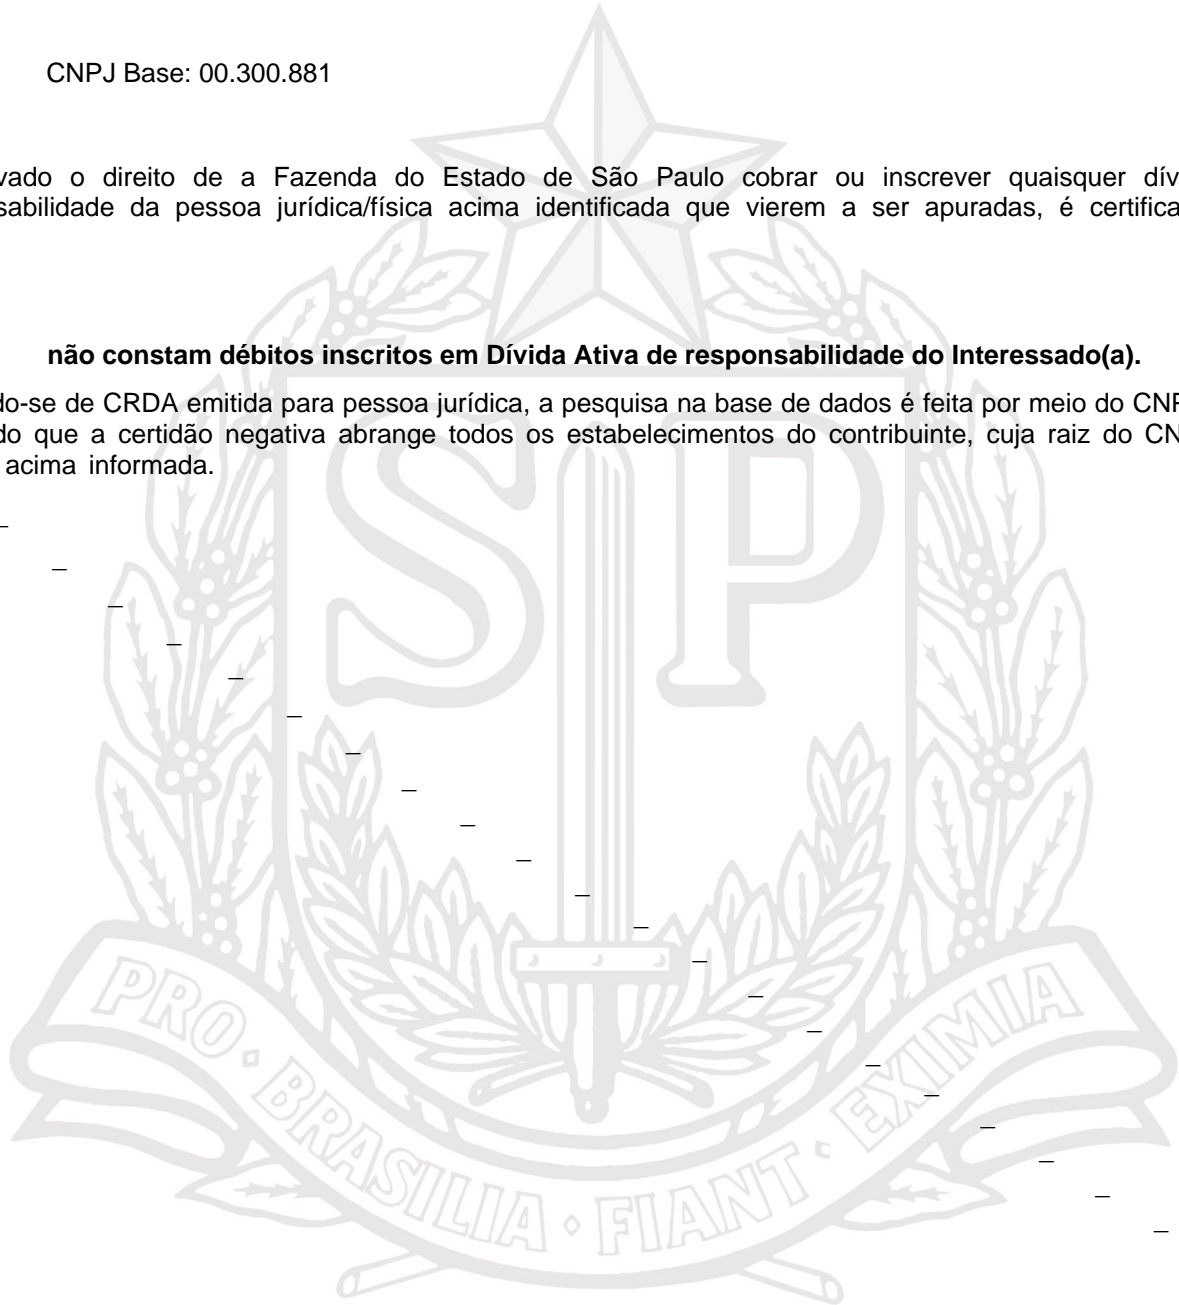 CNPJ Base: 00.300.881
vado o direito de a Fazenda do Estado de São Paulo cobrar ou inscrever quaisquer dív
sabilidade da pessoa jurídica/física acima identificada que vierem a ser apuradas, é certifica
não constam débitos inscritos em Dívida Ativa de responsabilidade do Interessado(a).
do-se de CRDA emitida para pessoa jurídica, a pesquisa na base de dados é feita por meio do CNP
do que a certidão negativa abrange todos os estabelecimentos do contribuinte, cuja raiz do CN
acima informada.
SP
PRO • BRASILIA • FIANT • EXIMIA